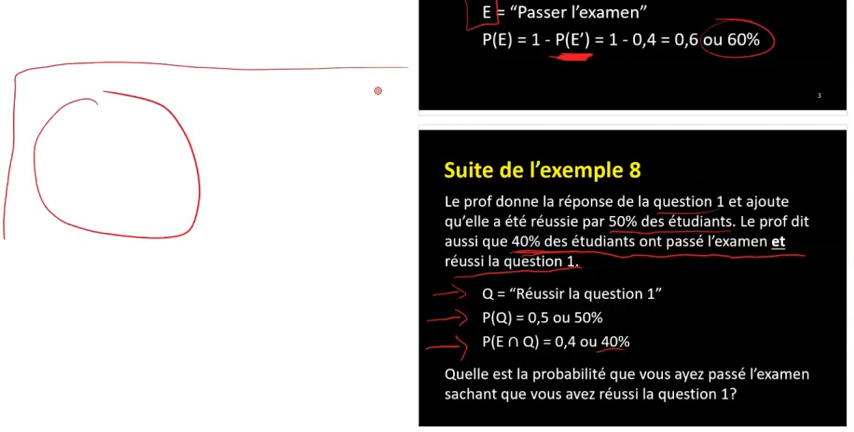 E = “Passer l’examen”
P(E) = 1 - P(E’) = 1 - 0,4 = 0,6 ou 60%
3
Suite de l’exemple 8
Le prof donne la réponse de la question 1 et ajoute
qu’elle a été réussie par 50% des étudiants. Le prof dit
aussi que 40% des étudiants ont passé l’examen et
réussi la question 1.
Q = “Réussir la question 1”
P(Q) = 0,5 ou 50%
P(E ∩ Q) = 0,4 ou 40%
Quelle est la probabilité que vous ayez passé l’examen
sachant que vous avez réussi la question 1?